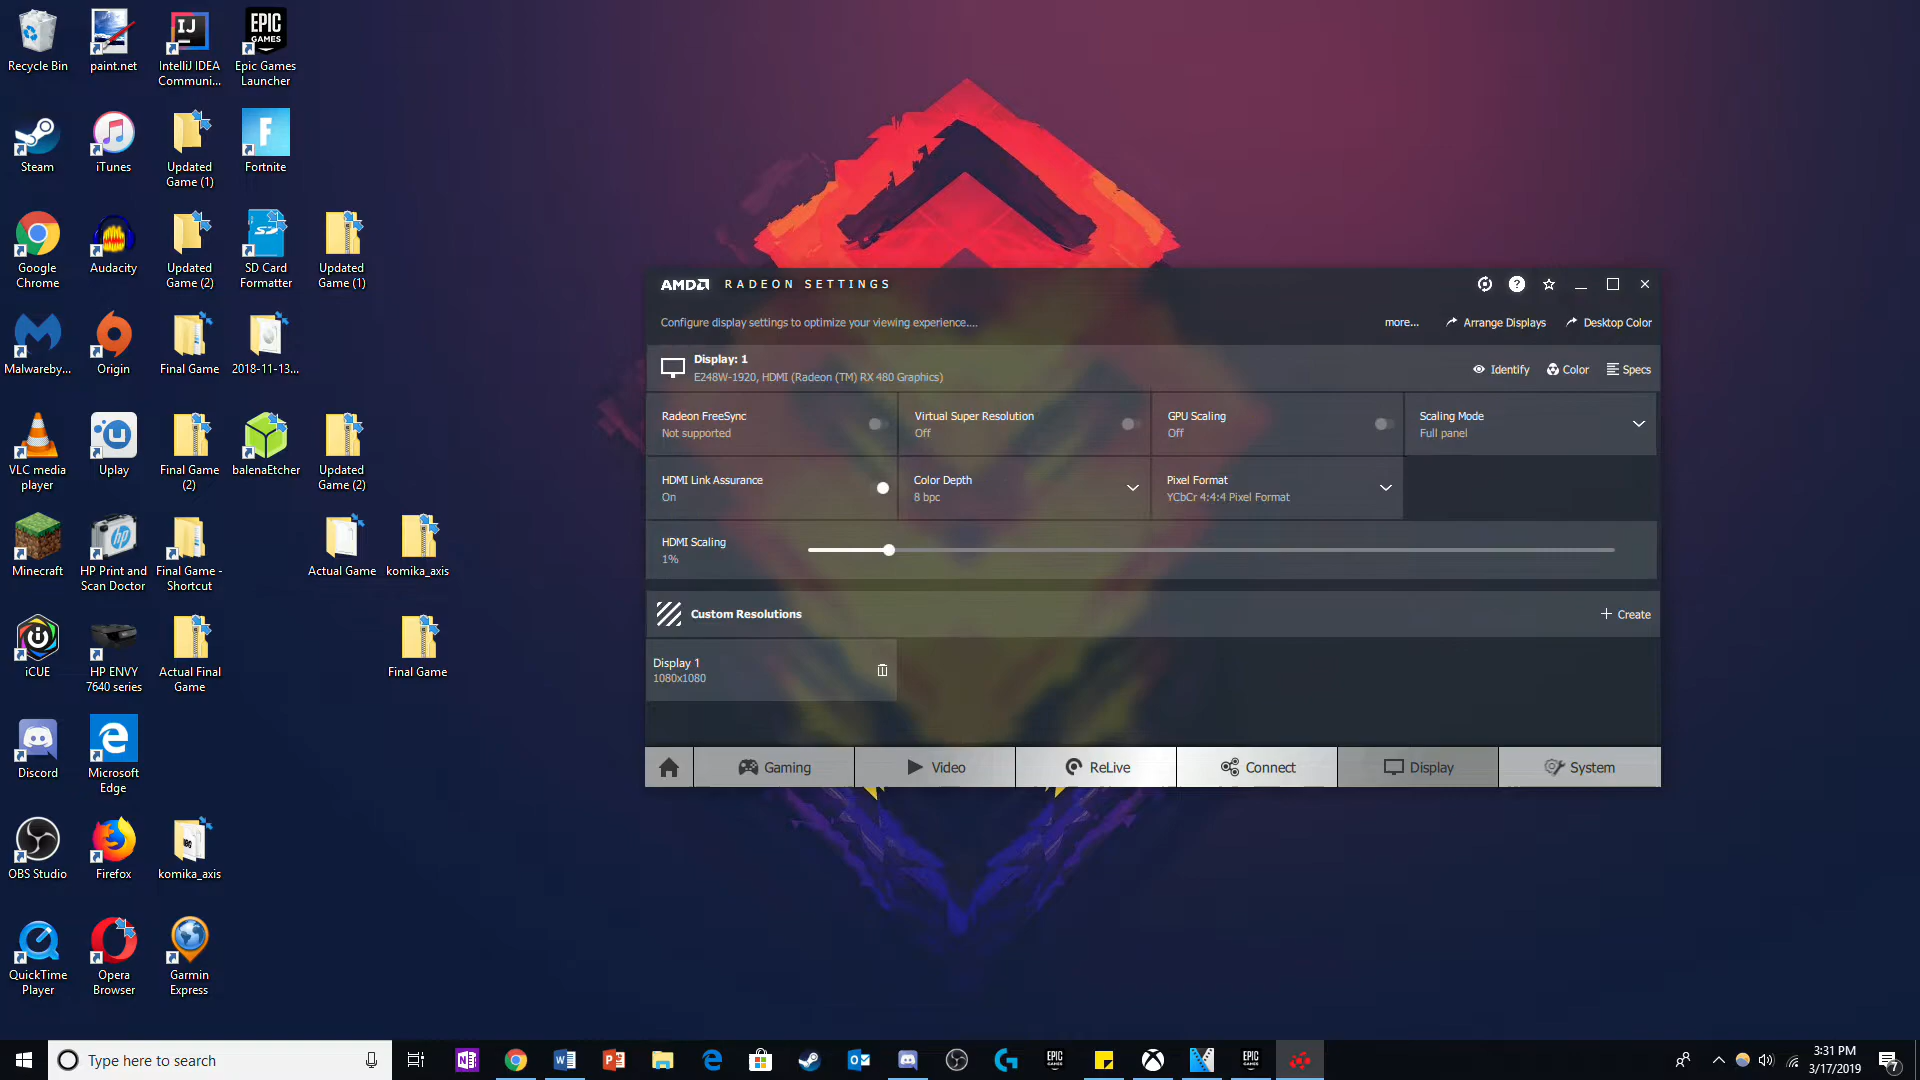 Recycle Bin
paint.net
IntelliJ IDEA
Communi...
Epic Games
Launcher
IJ
EPIC
GAMES
Steam
iTunes
Updated
Game (1)
Fortnite
F
Google
Chrome
Audacity
Updated
Game (2)
SD Card
Formatter
Updated
Game (1)
SD
Malwareby...
Origin
Final Game
2018-11-13...
VLC media
player
Uplay
Final Game
(2)
balenaEtcher
Updated
Game (2)
Minecraft
HP Print and
Scan Doctor
Final Game -
Shortcut
Actual Game
komika_axis
iCUE
HP ENVY
7640 series
Actual Final
Game
Final Game
Discord
Microsoft
Edge
OBS Studio
Firefox
komika_axis
QuickTime
Player
Opera
Browser
Garmin
Express
AMD RADEON SETTINGS
Configure display settings to optimize your viewing experience....
more...
Arrange Displays
Desktop Color
Display: 1
E248W-1920, HDMI (Radeon (TM) RX 480 Graphics)
Identify
Color
Specs
Radeon FreeSync
Not supported
Virtual Super Resolution
Off
GPU Scaling
Off
Scaling Mode
Full panel
HDMI Link Assurance
On
Color Depth
8 bpc
Pixel Format
YCbCr 4:4:4 Pixel Format
HDMI Scaling
1%
Custom Resolutions
Create
Display 1
1080x1080
Gaming
Video
ReLive
Connect
Display
System
Type here to search
3:31 PM
3/17/2019
7